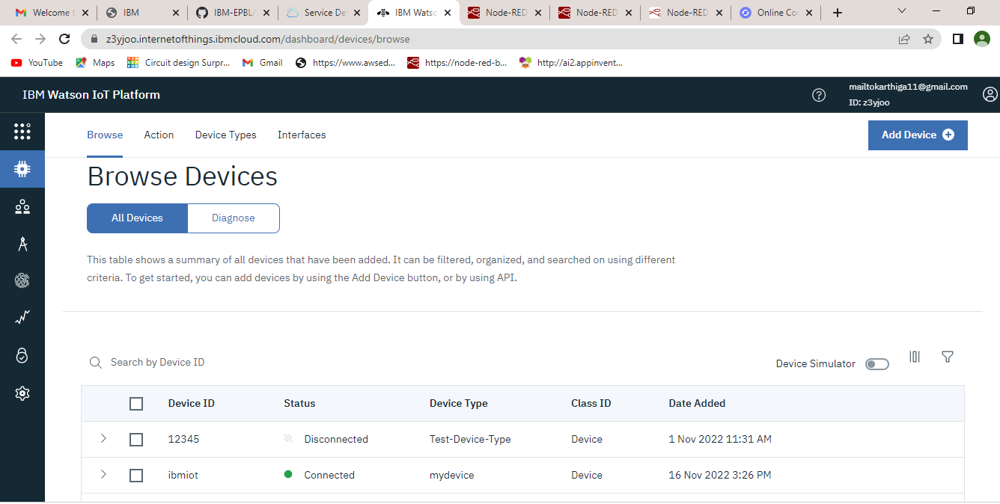 Welcome t
IBM
IBM-EPBL/
Service De
IBM Watso
Node-RED
Node-RED
Node-RED
Online Co
z3yjoo.internetofthings.ibmcloud.com/dashboard/devices/browse
YouTube
Maps
Circuit design Surpr...
Gmail
https://www.awsed...
https://node-red-b...
http://ai2.appinvent...
IBM Watson IoT Platform
mailtokarthiga11@gmail.com
ID: z3yjoo
Browse Action Device Types Interfaces
Add Device
Browse Devices
All Devices Diagnose
This table shows a summary of all devices that have been added. It can be filtered, organized, and searched on using different
criteria. To get started, you can add devices by using the Add Device button, or by using API.
Search by Device ID
Device Simulator
Device ID Status Device Type Class ID Date Added
12345 Disconnected Test-Device-Type Device 1 Nov 2022 11:31 AM
ibmiot Connected mydevice Device 16 Nov 2022 3:26 PM